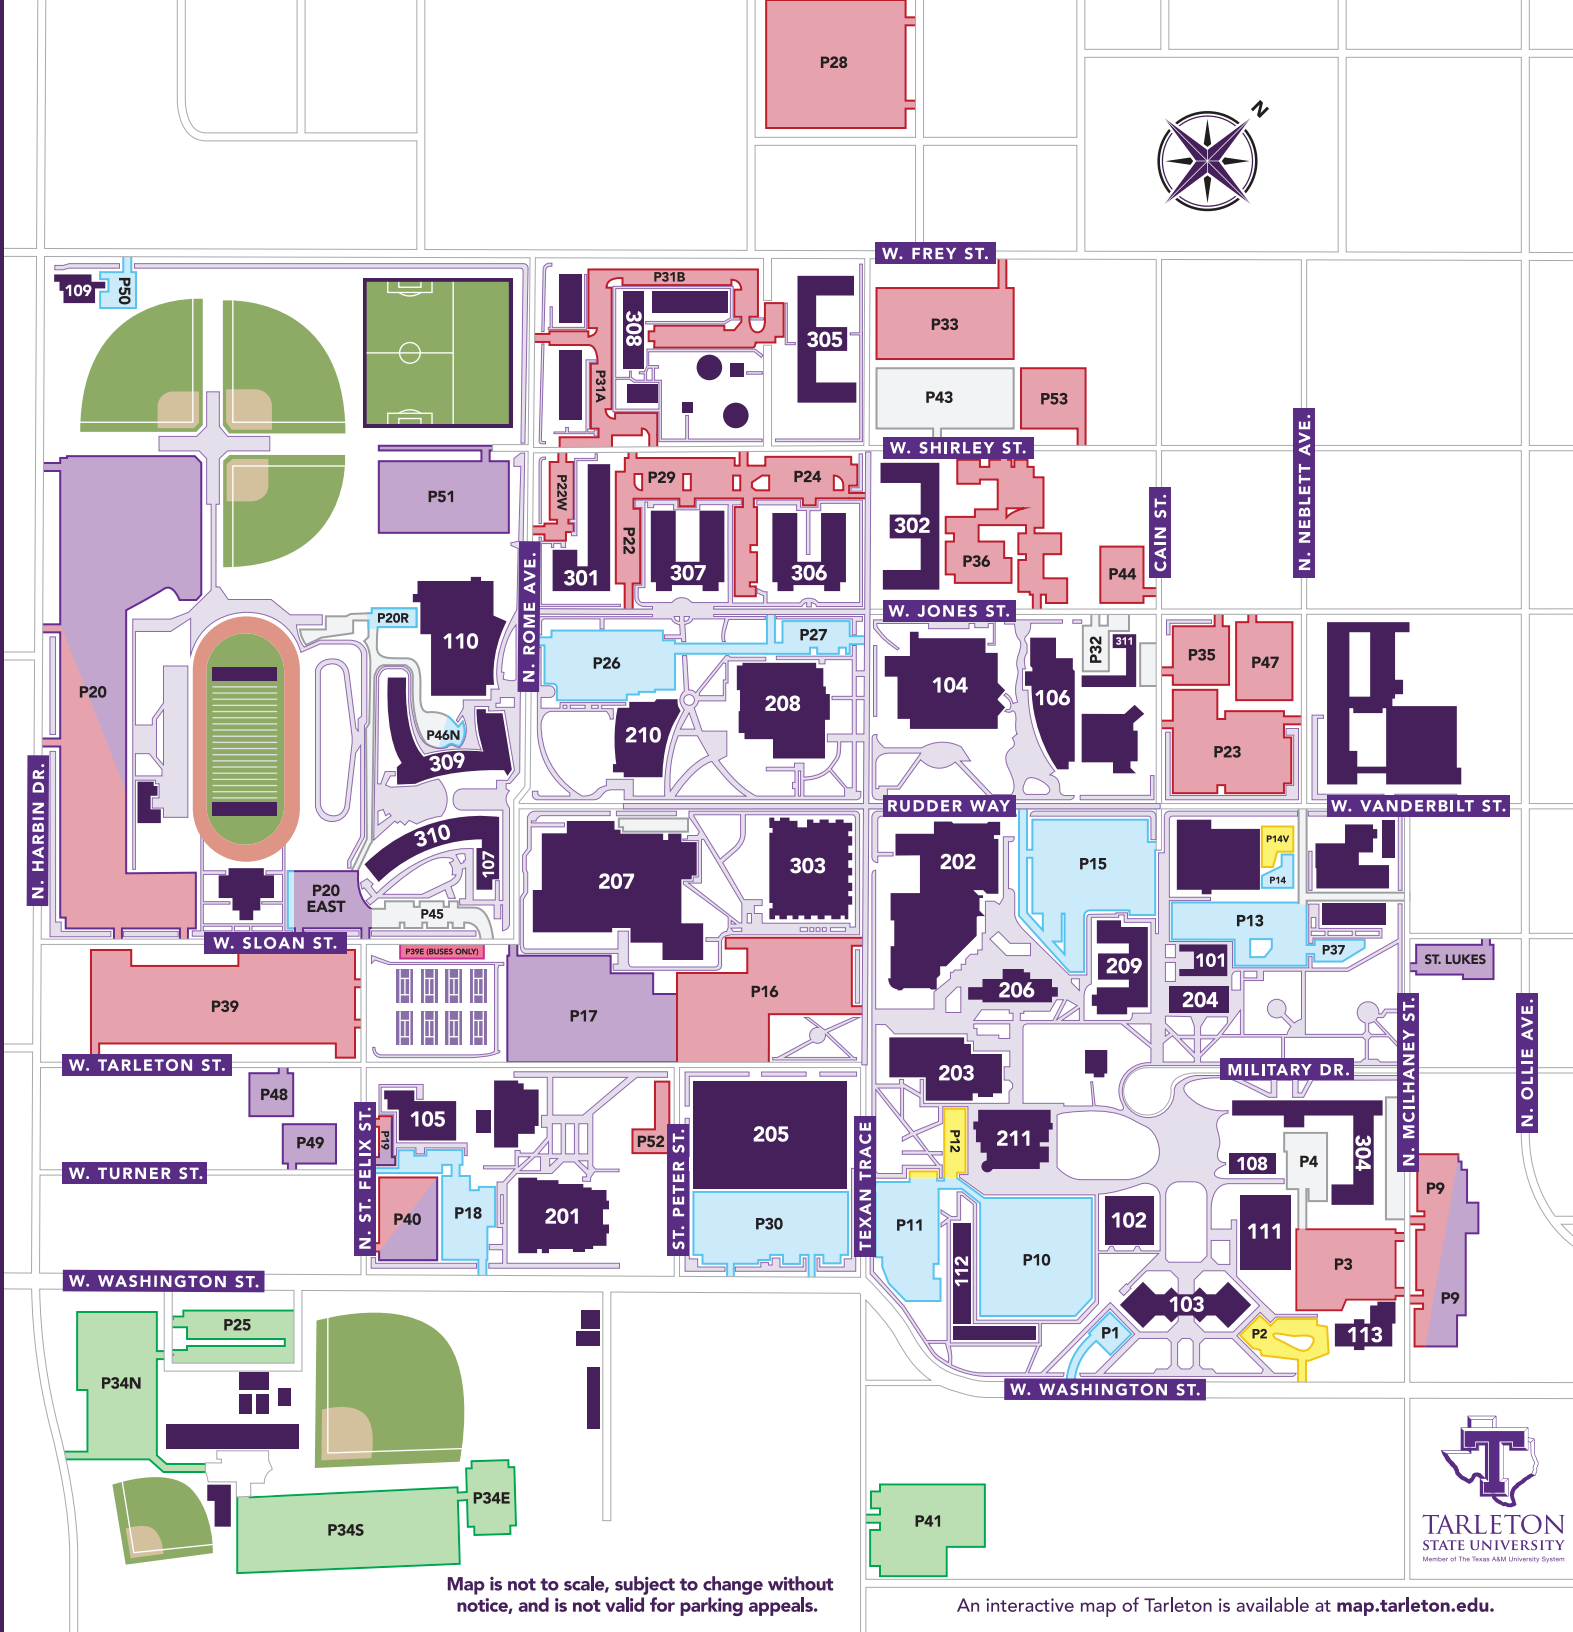 P28
N
W. FREY ST.
P50
109
P31B
308
305
P33
P31A
P43
P53
W. SHIRLEY ST.
P51
P22W
P29
P24
302
CAIN ST.
N. NEBLETT AVE.
P22
301
307
306
P36
P44
N. ROME AVE.
W. JONES ST.
P20R
110
P26
P27
P32
311
P35
P47
P20
104
106
208
210
P46N
309
P23
N. HARBIN DR.
RUDDER WAY
W. VANDERBILT ST.
310
107
207
303
202
P15
P14V
P14
P20
EAST
P45
P13
P37
W. SLOAN ST.
P39E (BUSES ONLY)
209
101
ST. LUKES
P39
P17
P16
206
204
N. MCILHANEY ST.
N. OLLIE AVE.
W. TARLETON ST.
203
MILITARY DR.
P48
105
P19
P49
P52
205
P12
211
304
108
P4
W. TURNER ST.
N. ST. FELIX ST.
ST. PETER ST.
TEXAN TRACE
P40
P18
201
P30
P11
112
P10
102
111
P9
P3
P9
W. WASHINGTON ST.
103
P1
P2
113
P25
P34N
W. WASHINGTON ST.
P34E
P34S
P41
TARLETON
STATE UNIVERSITY
Member of The Texas A&M University System
Map is not to scale, subject to change without
notice, and is not valid for parking appeals.
An interactive map of Tarleton is available at map.tarleton.edu.